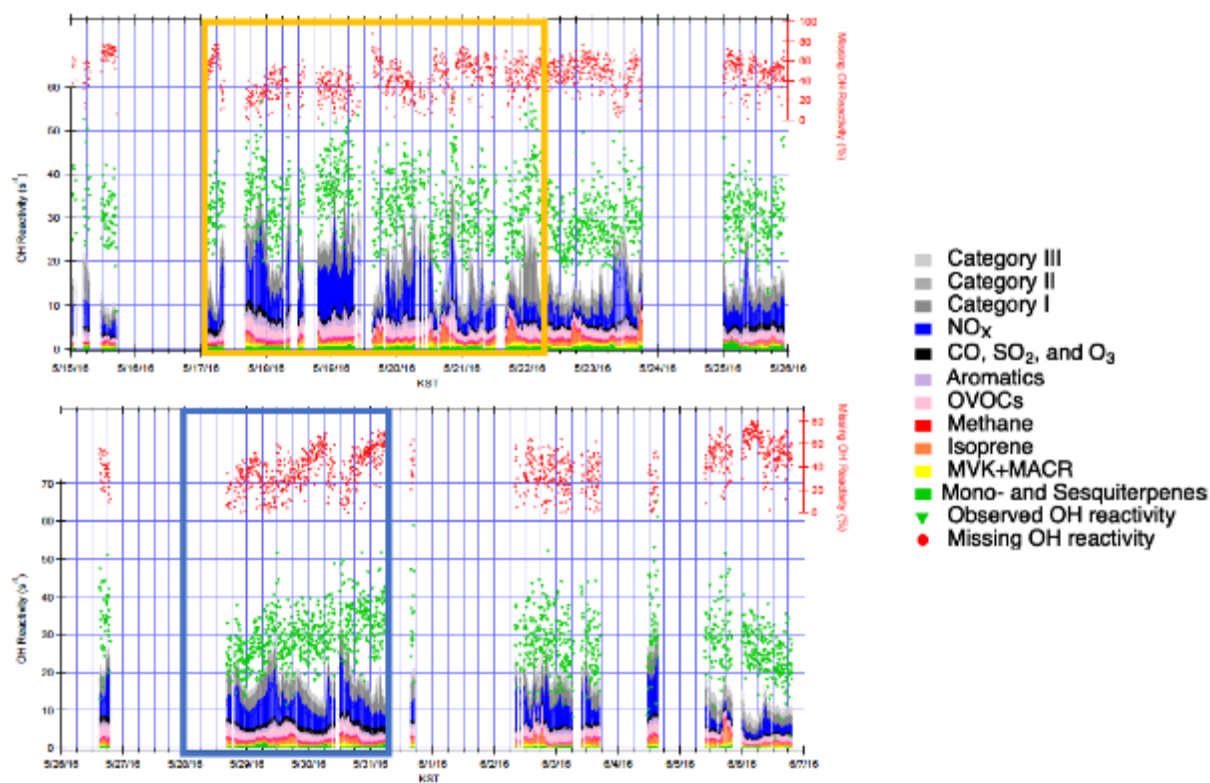 100
80
60
40
20
0
Missing OH Reactivity (%)
60
50
40
30
20
10
0
OH Reactivity (s⁻¹)
5/15/16 5/16/16 5/17/16 5/18/16 5/19/16 5/20/16 5/21/16 5/22/16 5/23/16 5/24/16 5/25/16 5/26/16
KST
80
60
40
20
0
Missing OH Reactivity (%)
70
60
50
40
30
20
10
0
OH Reactivity (s⁻¹)
5/26/16 5/27/16 5/28/16 5/29/16 5/30/16 5/31/16 6/1/16 6/2/16 6/3/16 6/4/16 6/5/16 6/6/16 6/7/16
KST
Category III
Category II
Category I
NOₓ
CO, SO₂, and O₃
Aromatics
OVOCs
Methane
Isoprene
MVK+MACR
Mono- and Sesquiterpenes
Observed OH reactivity
Missing OH reactivity